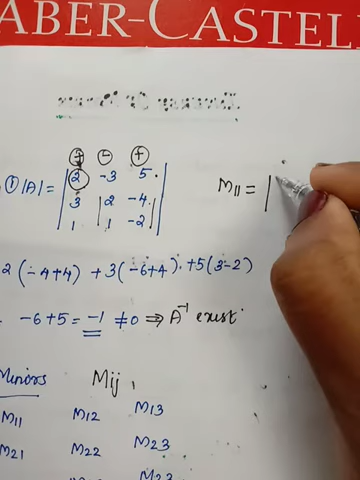 ABER-CASTEL
+ - +
① |A| = | 2 -3 5 |
| 3 2 -4 |
| 1 1 -2 |
M₁₁ = |
2(-4+4) +3(-6+4) +5(3-2)
-6+5 = -1 ≠0 ⇒ A⁻¹ exist
Minors Mij
M₁₁ M₁₂ M₁₃
M₂₁ M₂₂ M₂₃